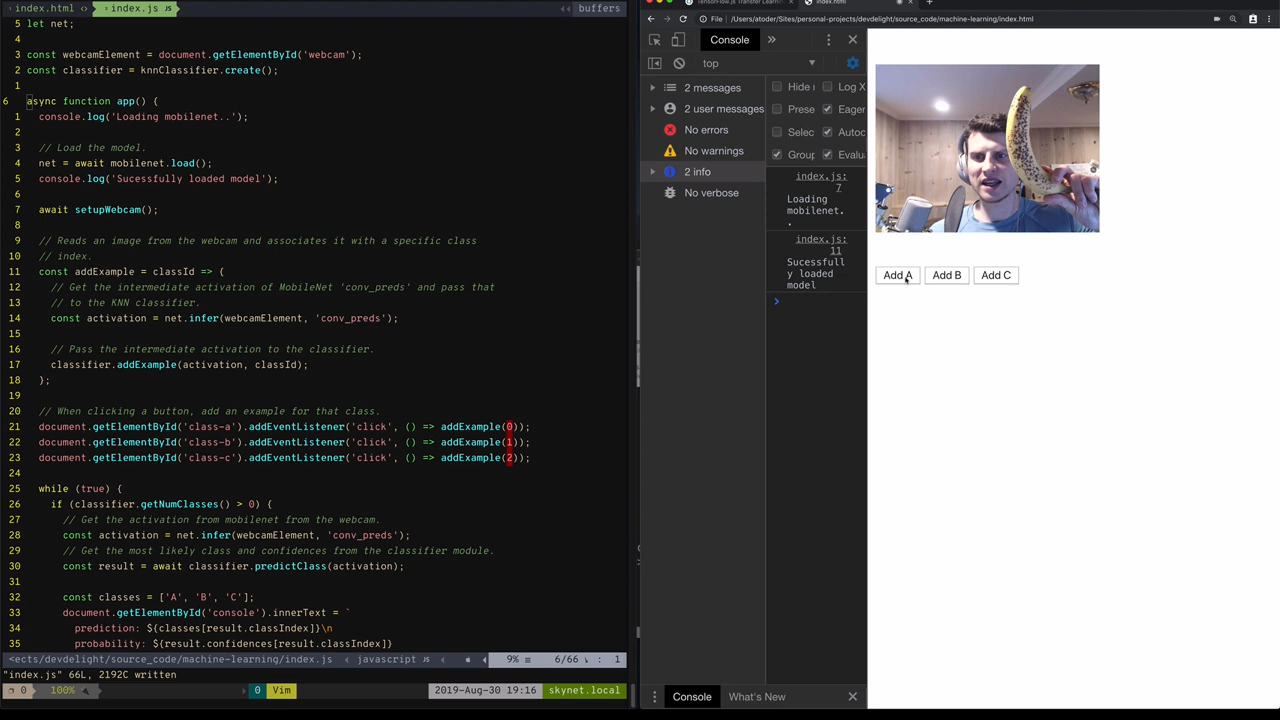 index.html
index.js JS
buffers
5 let net;
4
3 const webcamElement = document.getElementById('webcam');
2 const classifier = knnClassifier.create();
1
6 async function app() {
1 console.log('Loading mobilenet..');
2
3 // Load the model.
4 net = await mobilenet.load();
5 console.log('Sucessfully loaded model');
6
7 await setupWebcam();
8
9 // Reads an image from the webcam and associates it with a specific class
10 // index.
11 const addExample = classId => {
12 // Get the intermediate activation of MobileNet 'conv_preds' and pass that
13 // to the KNN classifier.
14 const activation = net.infer(webcamElement, 'conv_preds');
15
16 // Pass the intermediate activation to the classifier.
17 classifier.addExample(activation, classId);
18 };
19
20 // When clicking a button, add an example for that class.
21 document.getElementById('class-a').addEventListener('click', () => addExample(0));
22 document.getElementById('class-b').addEventListener('click', () => addExample(1));
23 document.getElementById('class-c').addEventListener('click', () => addExample(2));
24
25 while (true) {
26 if (classifier.getNumClasses() > 0) {
27 // Get the activation from mobilenet from the webcam.
28 const activation = net.infer(webcamElement, 'conv_preds');
29 // Get the most likely class and confidences from the classifier module.
30 const result = await classifier.predictClass(activation);
31
32 const classes = ['A', 'B', 'C'];
33 document.getElementById('console').innerText = `
34 prediction: ${classes[result.classIndex]}\n
35 probability: ${result.confidences[result.classIndex]}
<ects/devdelight/source_code/machine-learning/index.js
javascript JS
9% 6/66 : 1
"index.js" 66L, 2192C written
0 100%
0 Vim
2019-Aug-30 19:16 skynet.local
TensorFlow.js Transfer Learni
index.html
File | /Users/atoder/Sites/personal-projects/devdelight/source_code/machine-learning/index.html
Console
top
2 messages
2 user messages
No errors
No warnings
2 info
No verbose
Hide Log X
Prese Eager
Selec Autoc
Group Evalu
index.js:
7
Loading
mobilenet.
.
index.js:
11
Sucessfull
y loaded
model
Add A
Add B
Add C
Console
What's New